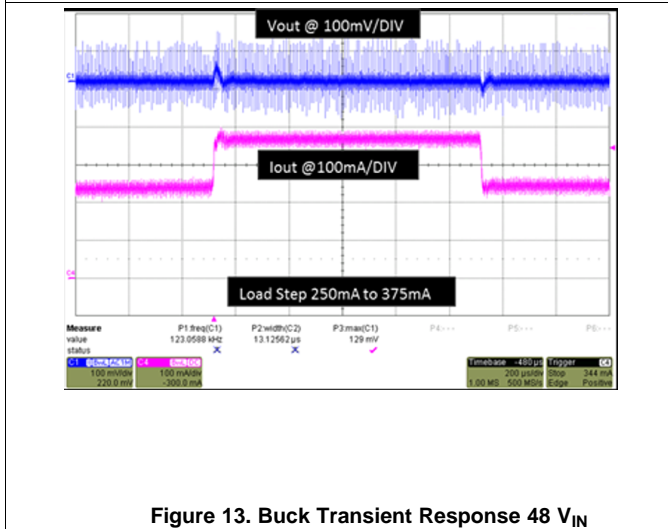 Vout @ 100mV/DIV
C1
Iout @100mA/DIV
C4
Load Step 250mA to 375mA
Measure P1:freq(C1) P2:width(C2) P3:max(C1) P4:--- P5:--- P6:---
value 123.0588 kHz 13.12562 µs 129 mV
status
C1 AC1M C4 DC Timebase -480 µs Trigger C4
100 mV/div 100 mA/div 200 µs/div Stop 344 mA
220.0 mV -300.0 mA 1.00 MS 500 MS/s Edge Positive
Figure 13. Buck Transient Response 48 VIN